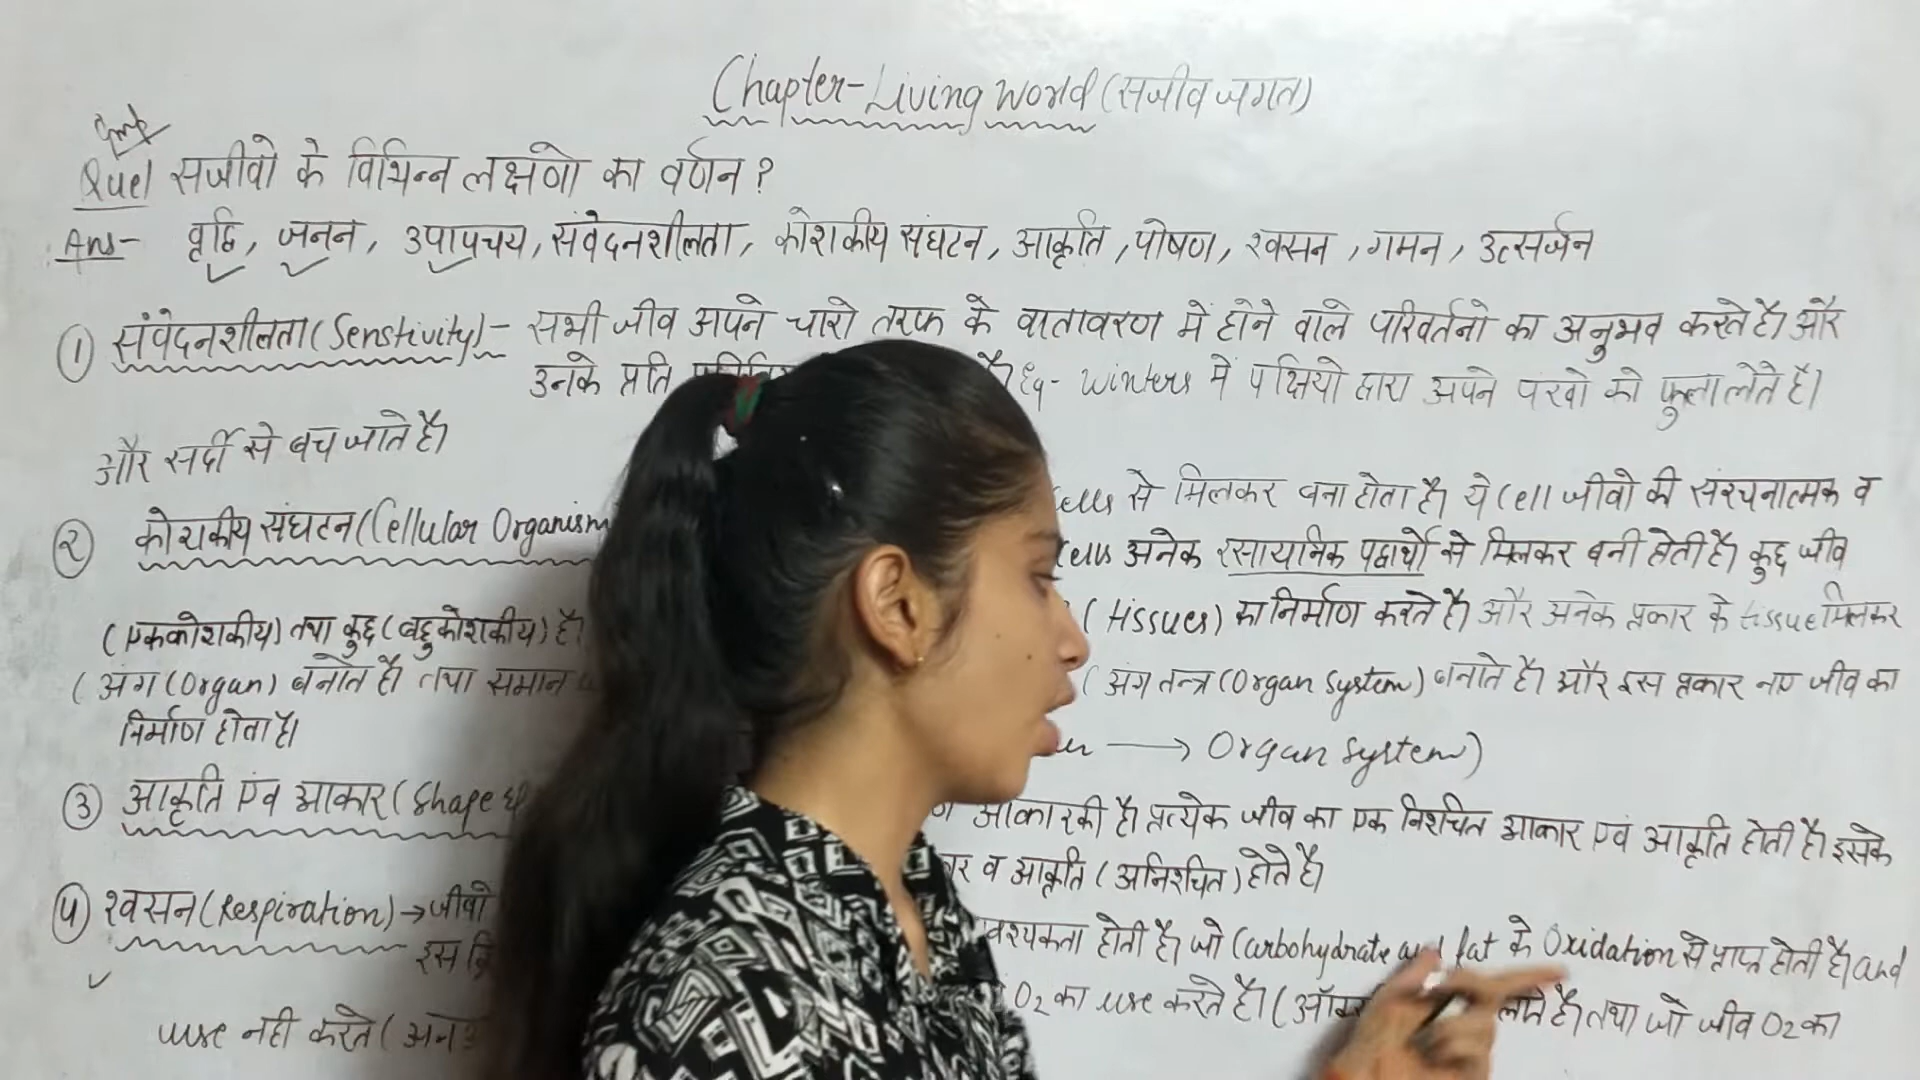 Chapter-Living World (सजीव जगत)
Imp
Que1 सजीवो के विभिन्न लक्षणो का वर्णन?
Ans- वृद्धि, जनन, उपापचय, संवेदनशीलता, कोशकीय संघटन, आकृति, पोषण, श्वसन, गमन, उत्सर्जन
① संवेदनशीलता (Senstivity)- सभी जीव अपने चारो तरफ के वातावरण में होने वाले परिवर्तनो का अनुभव करते है। और
उनके प्रति है। Eg- winters में पक्षियो द्वारा अपने पंखो को फुला लेते है।
और सर्दी से बच जाते है।
② कोशकीय संघटन (Cellular Organism cells से मिलकर बना होता है। ये Cell जीवो की संरचनात्मक व
cells अनेक रसायनिक पदार्थो से मिलकर बनी होती है। कुछ जीव
(एककोशकीय) तथा कुछ (बहुकोशकीय) है। (tissues) का निर्माण करते है। और अनेक प्रकार के tissue मिलकर
(अंग (Organ) बनाते है। तथा समान (अंग तन्त्र (Organ System) बनाते है। और इस प्रकार नए जीव का
निर्माण होता है। → Organ System)
③ आकृति एंव आकार (Shape आकार की है। प्रत्येक जीव का एक निश्चित आकार एवं आकृति होती है। इसके
व आकृति (अनिश्चित) होते है।
④ श्वसन (Respiration) → जीवो होती है। जो Carbohydrate and fat के Oxidation से प्राप्त होती है। and
इस O₂ का use करते है। है। तथा जो जीव O₂ का
use नही करते (